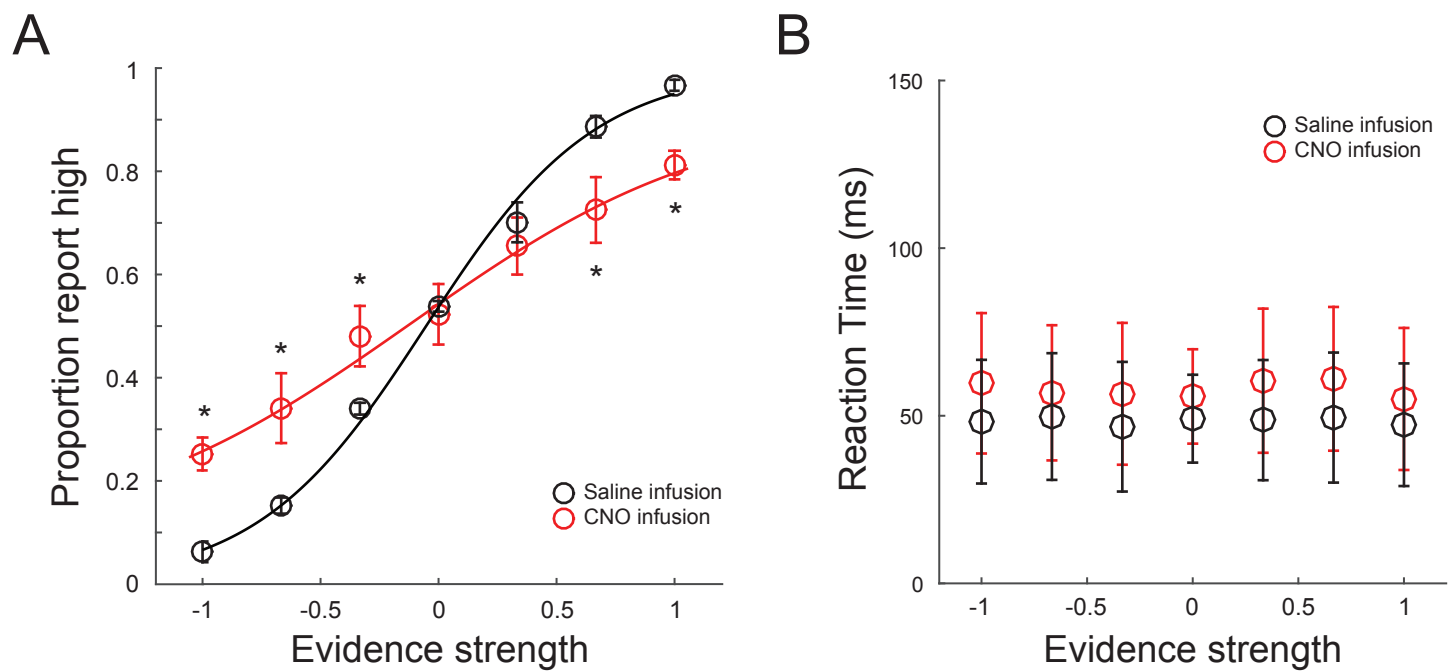 A
Proportion report high
1
0.8
0.6
0.4
0.2
0
*
*
*
*
*
Saline infusion
CNO infusion
-1
-0.5
0
0.5
1
Evidence strength
B
Reaction Time (ms)
150
100
50
0
Saline infusion
CNO infusion
-1
-0.5
0
0.5
1
Evidence strength